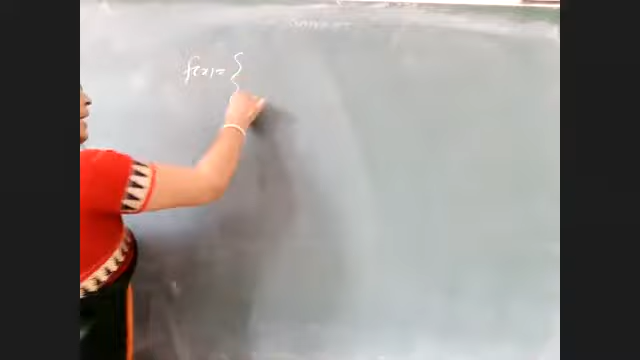 f(x) = {